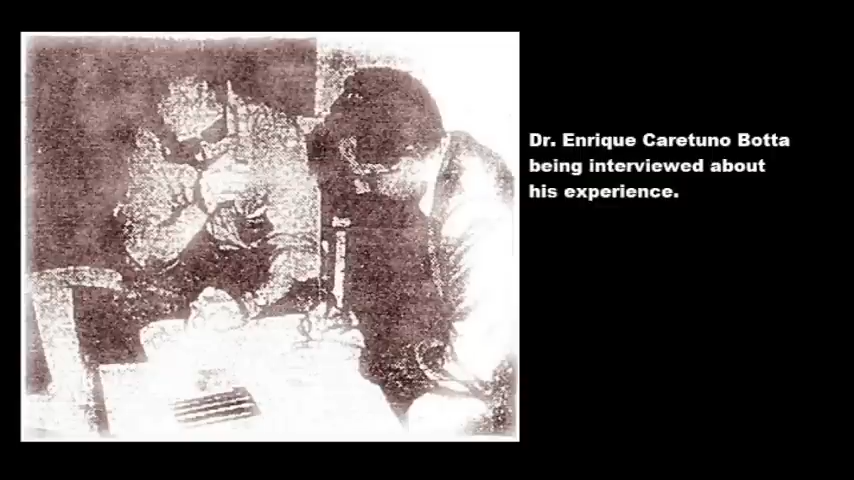 Dr. Enrique Caretuno Botta
being interviewed about
his experience.